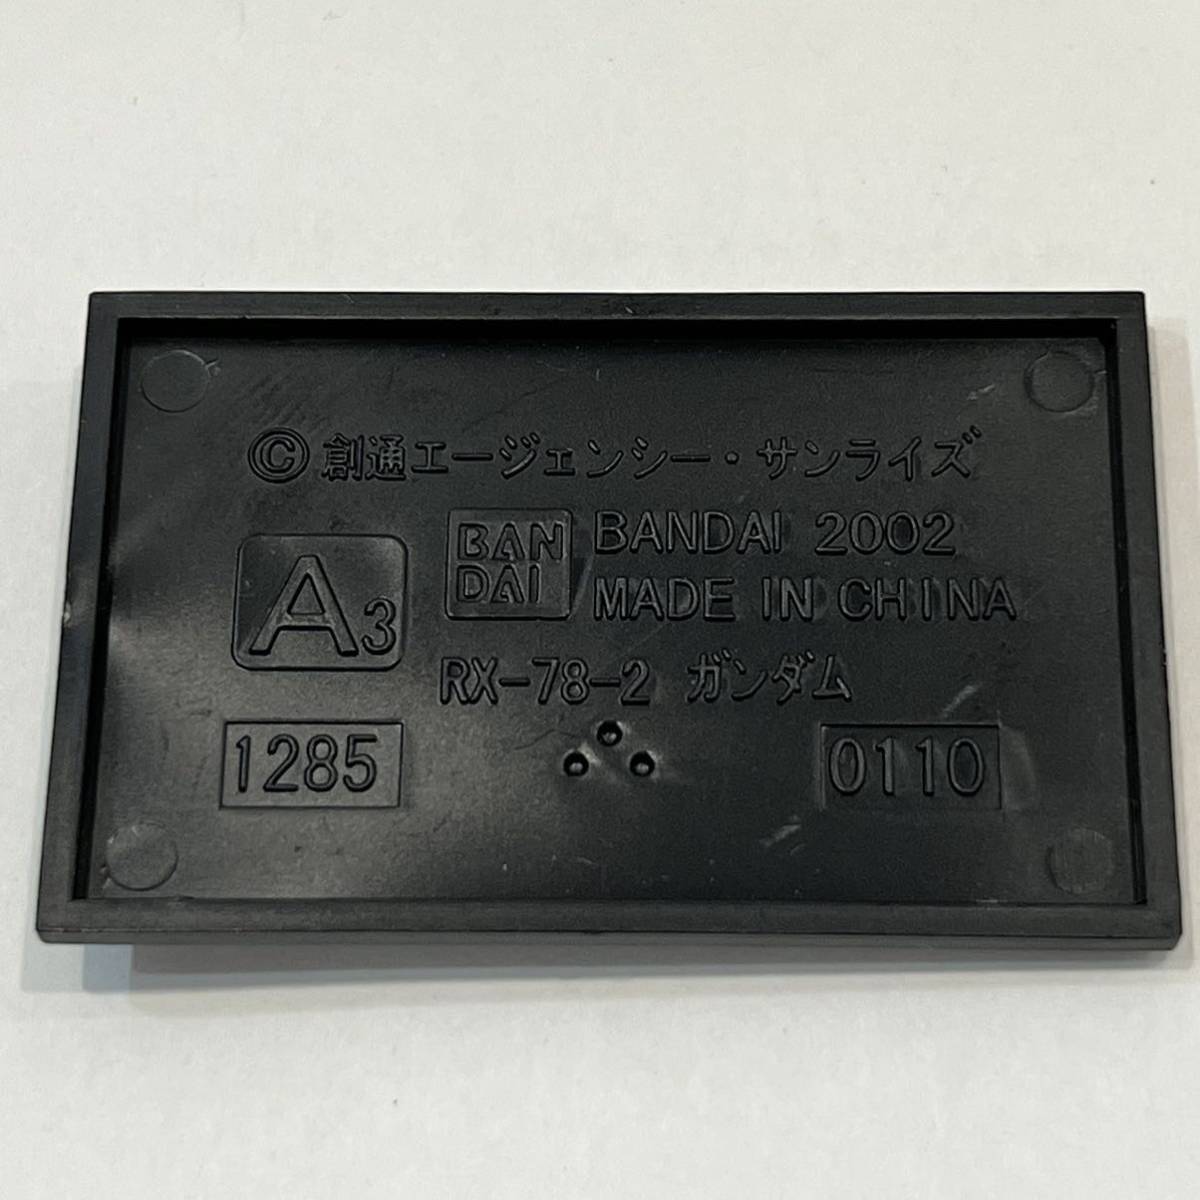 © 創通エージェンシー・サンライズ
BAN
DAI
BANDAI 2002
MADE IN CHINA
A3
RX-78-2 ガンダム
1285
0110